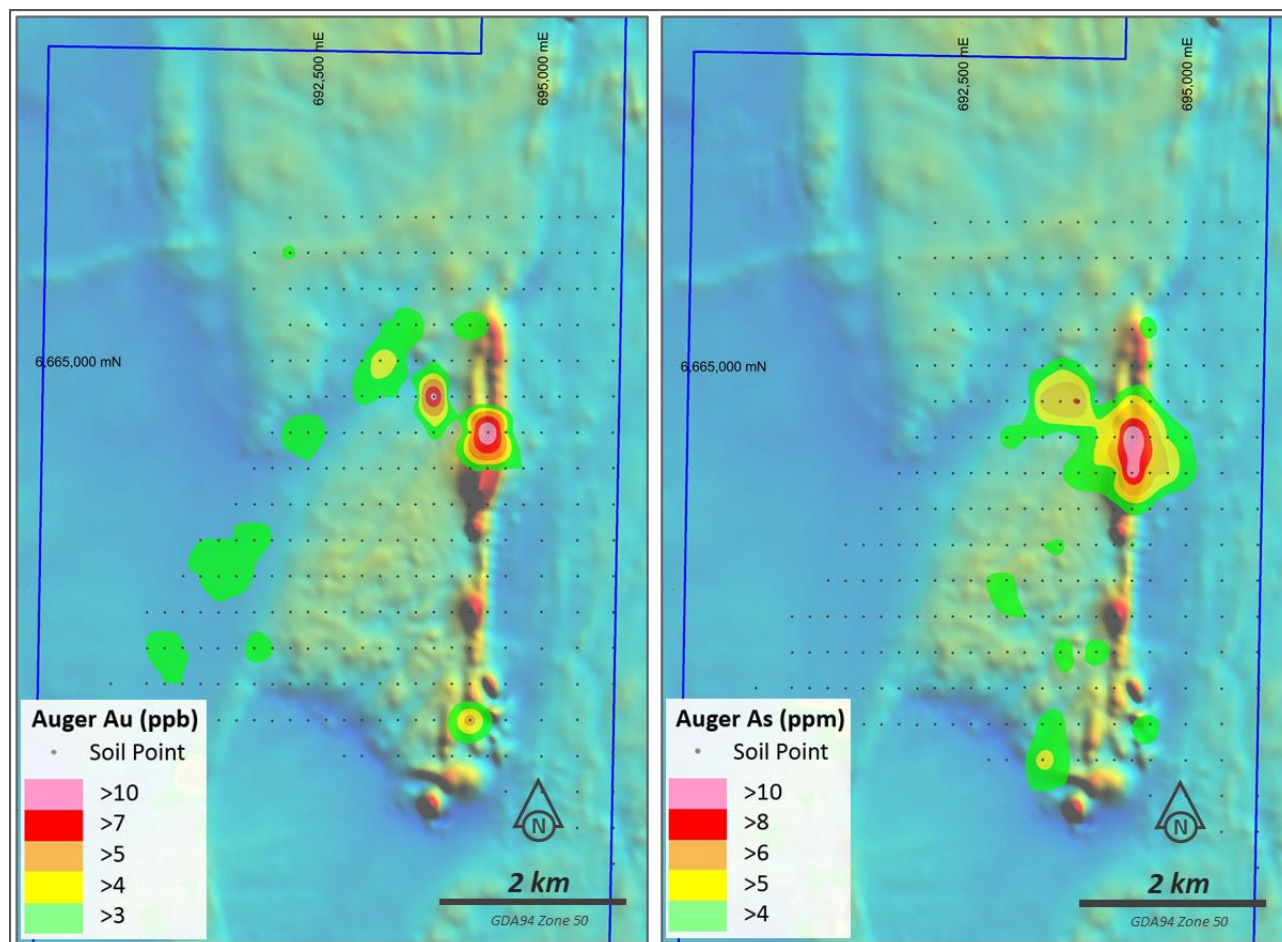 692,500 mE
695,000 mE
6,665,000 mN
Auger Au (ppb)
Soil Point
>10
>7
>5
>4
>3
N
2 km
GDA94 Zone 50
692,500 mE
695,000 mE
6,665,000 mN
Auger As (ppm)
Soil Point
>10
>8
>6
>5
>4
N
2 km
GDA94 Zone 50